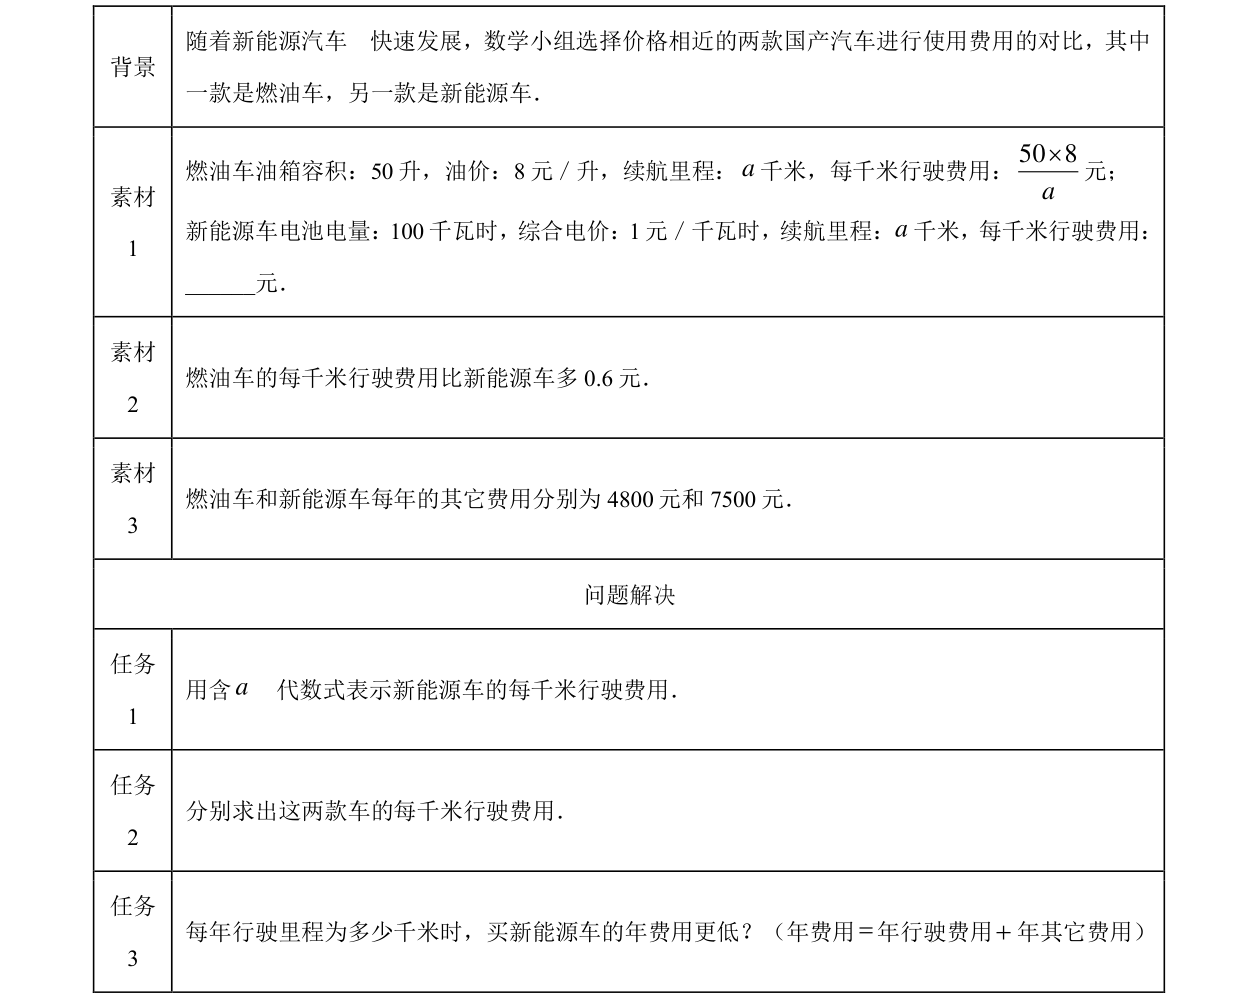 背景
随着新能源汽车 快速发展，数学小组选择价格相近的两款国产汽车进行使用费用的对比，其中
一款是燃油车，另一款是新能源车．
素材
1
燃油车油箱容积：50 升，油价：8 元／升，续航里程：a 千米，每千米行驶费用：50×8/a 元；
新能源车电池电量：100 千瓦时，综合电价：1 元／千瓦时，续航里程：a 千米，每千米行驶费用：
______元．
素材
2
燃油车的每千米行驶费用比新能源车多 0.6 元．
素材
3
燃油车和新能源车每年的其它费用分别为 4800 元和 7500 元．
问题解决
任务
1
用含 a 代数式表示新能源车的每千米行驶费用．
任务
2
分别求出这两款车的每千米行驶费用．
任务
3
每年行驶里程为多少千米时，买新能源车的年费用更低？（年费用=年行驶费用+年其它费用）